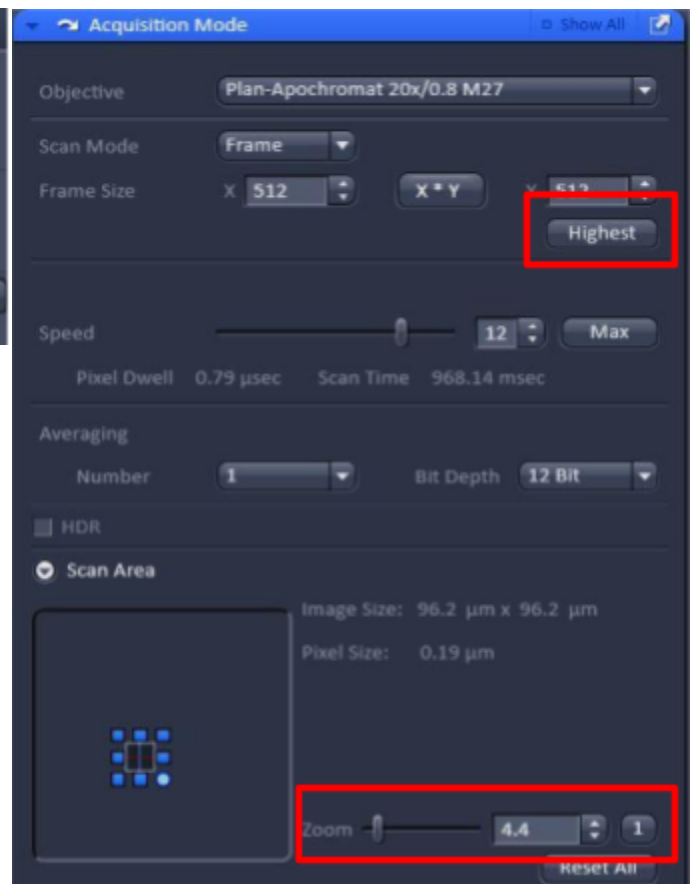 Acquisition Mode Show All
Objective Plan-Apochromat 20x/0.8 M27
Scan Mode Frame
Frame Size X 512 X * Y Y 512
Highest
Speed 12 Max
Pixel Dwell 0.79 µsec Scan Time 968.14 msec
Averaging
Number 1 Bit Depth 12 Bit
HDR
Scan Area
Image Size: 96.2 µm x 96.2 µm
Pixel Size: 0.19 µm
Zoom 4.4 1
Reset All